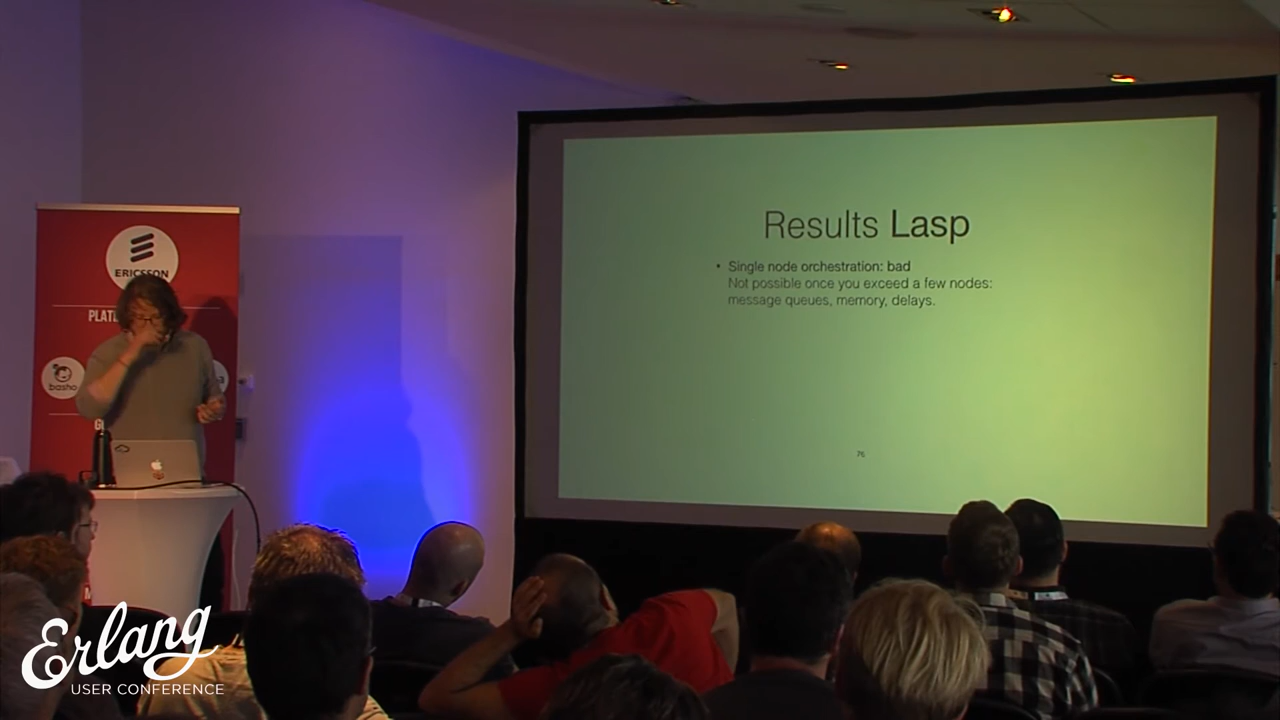 Results Lasp
• Single node orchestration: bad
Not possible once you exceed a few nodes:
message queues, memory, delays.
76
ERICSSON
basho
Erlang
USER CONFERENCE